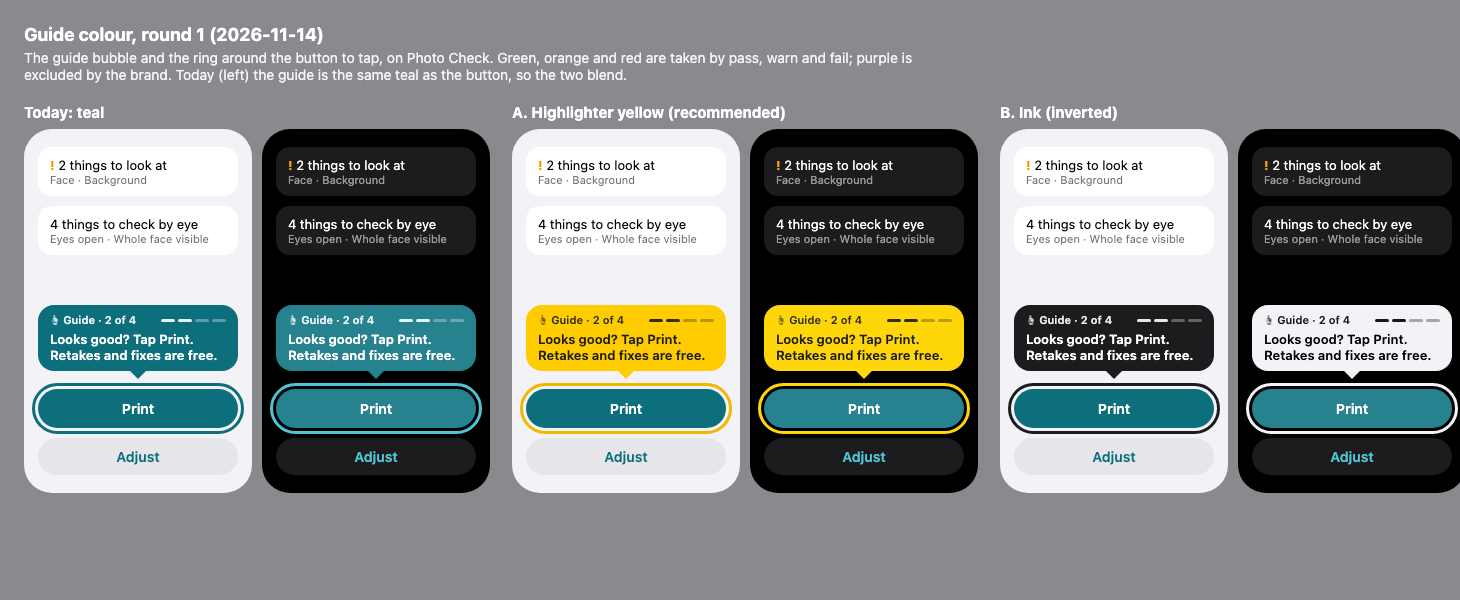 Guide colour, round 1 (2026-11-14)
The guide bubble and the ring around the button to tap, on Photo Check. Green, orange and red are taken by pass, warn and fail; purple is
excluded by the brand. Today (left) the guide is the same teal as the button, so the two blend.
Today: teal
! 2 things to look at
Face · Background
4 things to check by eye
Eyes open · Whole face visible
Guide · 2 of 4
Looks good? Tap Print.
Retakes and fixes are free.
Print
Adjust
! 2 things to look at
Face · Background
4 things to check by eye
Eyes open · Whole face visible
Guide · 2 of 4
Looks good? Tap Print.
Retakes and fixes are free.
Print
Adjust
A. Highlighter yellow (recommended)
! 2 things to look at
Face · Background
4 things to check by eye
Eyes open · Whole face visible
Guide · 2 of 4
Looks good? Tap Print.
Retakes and fixes are free.
Print
Adjust
! 2 things to look at
Face · Background
4 things to check by eye
Eyes open · Whole face visible
Guide · 2 of 4
Looks good? Tap Print.
Retakes and fixes are free.
Print
Adjust
B. Ink (inverted)
! 2 things to look at
Face · Background
4 things to check by eye
Eyes open · Whole face visible
Guide · 2 of 4
Looks good? Tap Print.
Retakes and fixes are free.
Print
Adjust
! 2 things to look at
Face · Background
4 things to check by eye
Eyes open · Whole face visible
Guide · 2 of 4
Looks good? Tap Print.
Retakes and fixes are free.
Print
Adjust